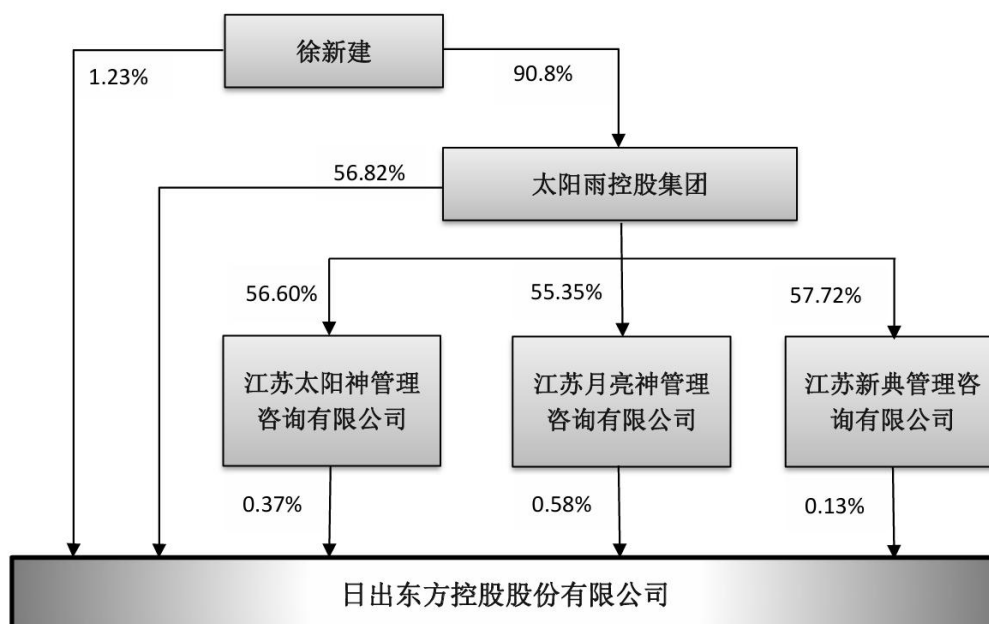 徐新建
1.23%
90.8%
太阳雨控股集团
56.82%
56.60%
55.35%
57.72%
江苏太阳神管理
咨询有限公司
江苏月亮神管理
咨询有限公司
江苏新典管理咨
询有限公司
0.37%
0.58%
0.13%
日出东方控股股份有限公司